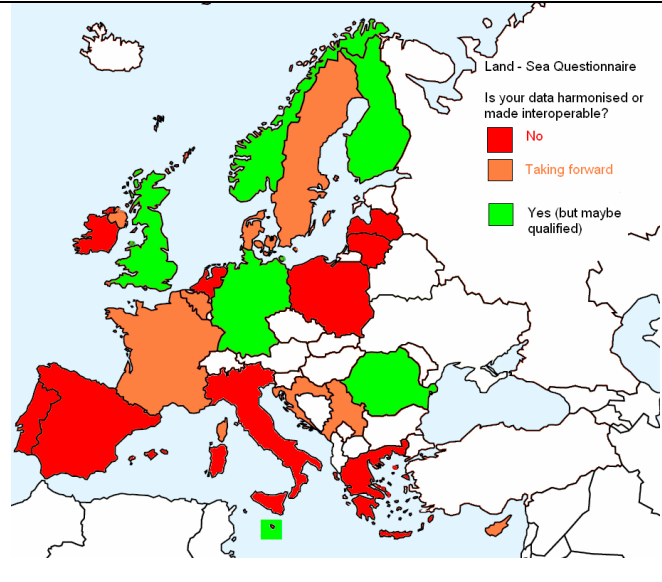 Land - Sea Questionnaire
Is your data harmonised or
made interoperable?
No
Taking forward
Yes (but maybe
qualified)